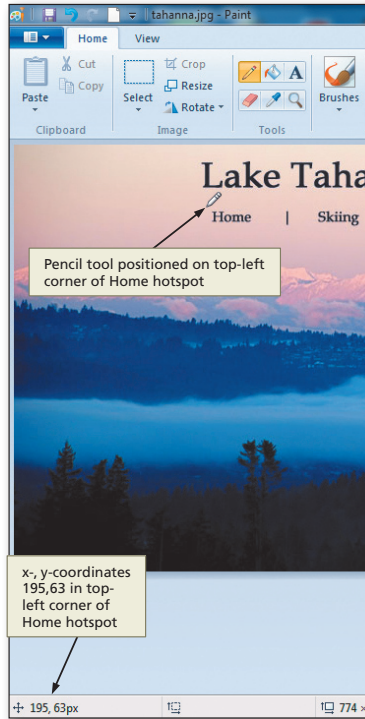 tahanna.jpg - Paint
Home View
Paste
Cut
Copy
Clipboard
Select
Crop
Resize
Rotate
Image
Tools
A
Brushes
Lake Taha
Home | Skiing
Pencil tool positioned on top-left
corner of Home hotspot
x-, y-coordinates
195,63 in top-
left corner of
Home hotspot
195, 63px
774 ×